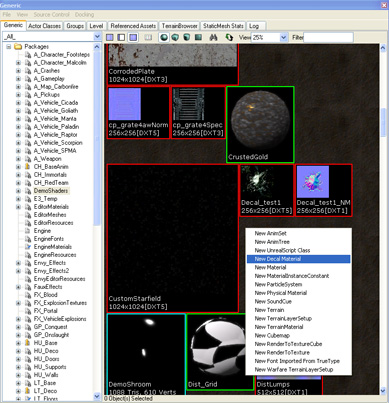 Generic
File View Source Control Docking
Generic Actor Classes Groups Level Referenced Assets TerrainBrowser StaticMesh Stats Log
_All_
View 25% Filter
Packages
A_Character_Footsteps
A_Character_Malcolm
A_Crashes
A_Gameplay
A_Map_Carbonfire
A_Pickups
A_Vehicle_Cicada
A_Vehicle_Goliath
A_Vehicle_Manta
A_Vehicle_Paladin
A_Vehicle_Raptor
A_Vehicle_Scorpion
A_Vehicle_SPMA
A_Weapon
CH_BaseAnim
CH_Immortals
CH_RedTeam
DemoShaders
E3_Temp
EditorMaterials
EditorMeshes
EditorResources
Engine
EngineFonts
EngineMaterials
EngineResources
Envy_Effects
Envy_Effects2
EnvyEditorResources
FX_Blood
FX_ExplosionTextures
FX_Portal
FX_VehicleExplosions
GP_Conquest
GP_Onslaught
HU_Base
HU_Deco
HU_Doors
HU_Supports
HU_Walls
LT_Base
LT_Deco
LT_Floors
CorrodedPlate
1024x1024[DXT3]
cp_grate4awNorm
256x256[DXT5]
cp_grate4Spec
256x256[DXT3]
CrustedGold
Decal_test1
256x256[DXT5]
Decal_test1_NM
256x256[DXT1]
CustomStarfield
1024x1024[DXT1]
New AnimSet
New AnimTree
New UnrealScript Class
New Decal Material
New Material
New MaterialInstanceConstant
New ParticleSystem
New Physical Material
New SoundCue
New Terrain
New TerrainLayerSetup
New TerrainMaterial
New Cubemap
New RenderToTextureCube
New RenderToTexture
New Font Imported From TrueType
New Warfare TerrainLayerSetup
DemoShroom
1088 Tris, 610 Verts
Dist_Grid
DistLumps
512x512[DXT5]
0 Object(s) Selected